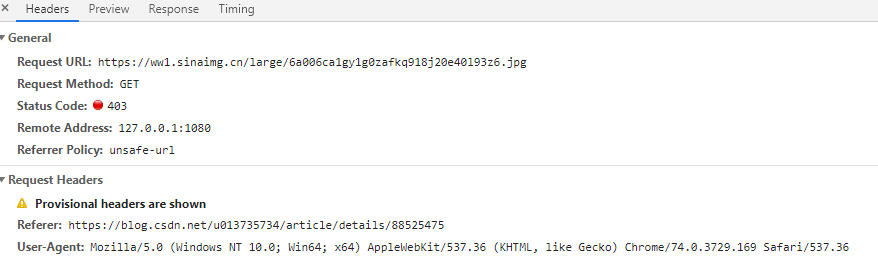 Headers Preview Response Timing
General
Request URL: https://ww1.sinaimg.cn/large/6a006ca1gy1g0zafkq918j20e40l93z6.jpg
Request Method: GET
Status Code: 403
Remote Address: 127.0.0.1:1080
Referrer Policy: unsafe-url
Request Headers
Provisional headers are shown
Referer: https://blog.csdn.net/u013735734/article/details/88525475
User-Agent: Mozilla/5.0 (Windows NT 10.0; Win64; x64) AppleWebKit/537.36 (KHTML, like Gecko) Chrome/74.0.3729.169 Safari/537.36